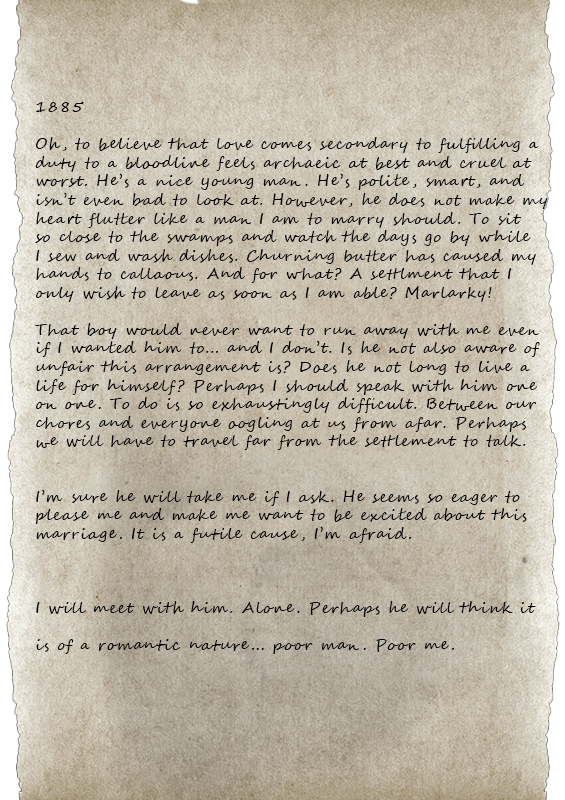 1885
Oh, to believe that love comes secondary to fulfilling a
duty to a bloodline feels archaeic at best and cruel at
worst. He's a nice young man. He's polite, smart, and
isn't even bad to look at. However, he does not make my
heart flutter like a man I am to marry should. To sit
so close to the swamps and watch the days go by while
I sew and wash dishes. Churning butter has caused my
hands to callaous. And for what? A settlment that I
only wish to leave as soon as I am able? Marlarky!
That boy would never want to run away with me even
if I wanted him to... and I don't. Is he not also aware of
unfair this arrangement is? Does he not long to live a
life for himself? Perhaps I should speak with him one
on one. To do is so exhaustingly difficult. Between our
chores and everyone oogling at us from afar. Perhaps
we will have to travel far from the settlement to talk.
I'm sure he will take me if I ask. He seems so eager to
please me and make me want to be excited about this
marriage. It is a futile cause, I'm afraid.
I will meet with him. Alone. Perhaps he will think it
is of a romantic nature... poor man. Poor me.